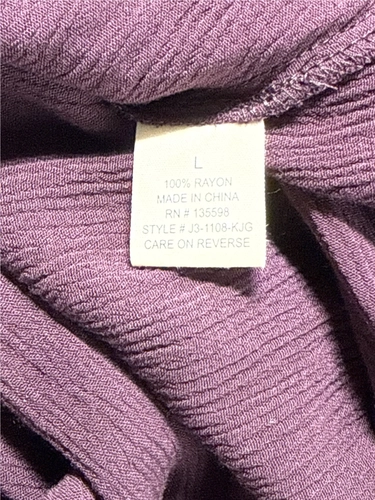 L
100% RAYON
MADE IN CHINA
RN # 135598
STYLE # J3-1108-KJG
CARE ON REVERSE